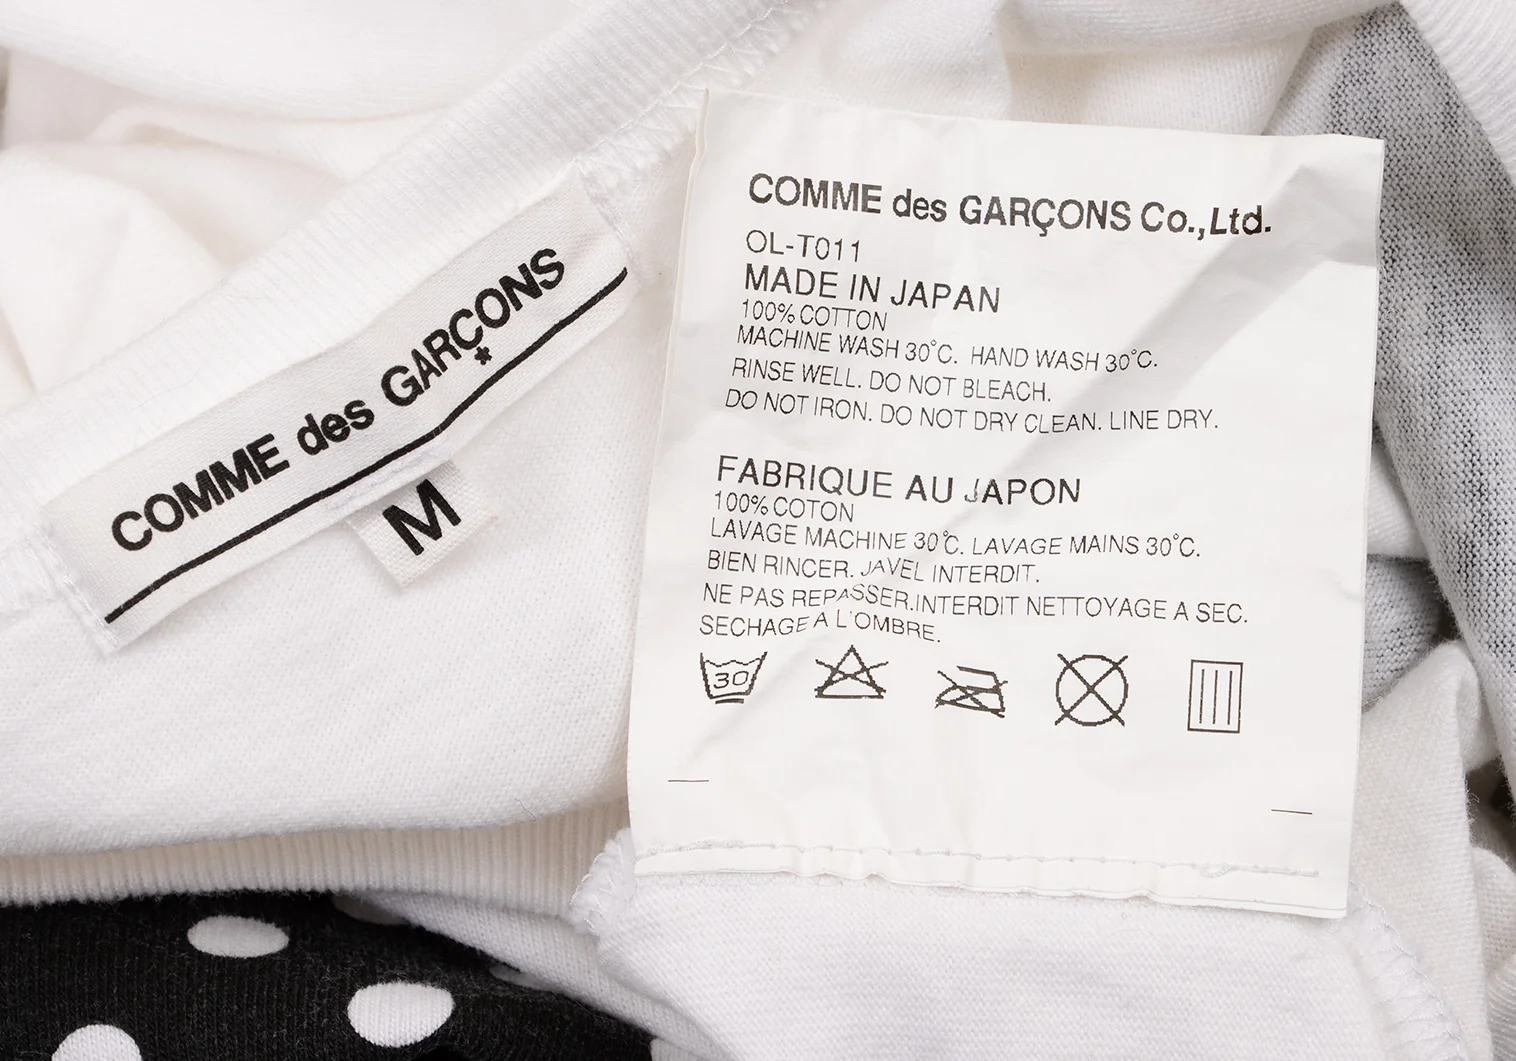 COMME des GARÇONS
*
M
COMME des GARÇONS Co.,Ltd.
OL-T011
MADE IN JAPAN
100% COTTON
MACHINE WASH 30℃. HAND WASH 30℃.
RINSE WELL. DO NOT BLEACH.
DO NOT IRON. DO NOT DRY CLEAN. LINE DRY.
FABRIQUE AU JAPON
100% COTON
LAVAGE MACHINE 30℃. LAVAGE MAINS 30℃.
BIEN RINCER. JAVEL INTERDIT.
NE PAS REPASSER.INTERDIT NETTOYAGE A SEC.
SECHAGE A L'OMBRE.
30